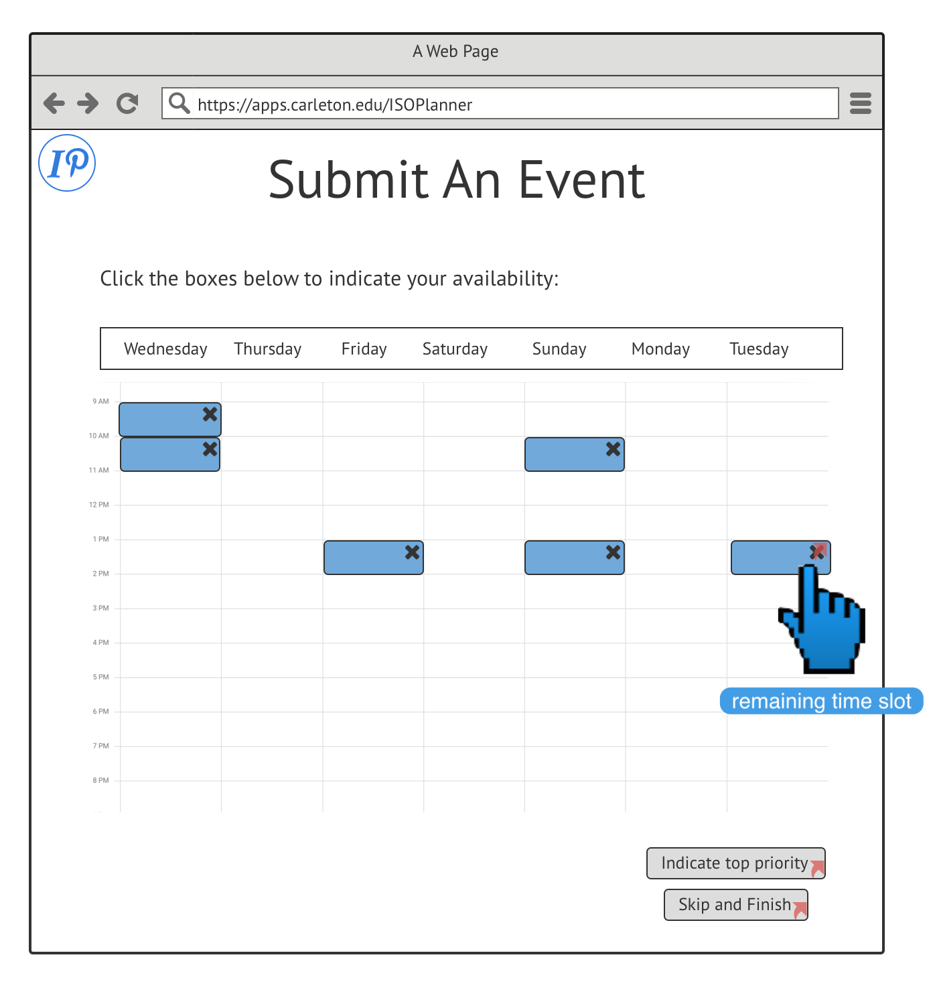 A Web Page
https://apps.carleton.edu/ISOPlanner
IP
Submit An Event
Click the boxes below to indicate your availability:
Wednesday Thursday Friday Saturday Sunday Monday Tuesday
9 AM
10 AM
11 AM
12 PM
1 PM
2 PM
3 PM
4 PM
5 PM
6 PM
7 PM
8 PM
remaining time slot
Indicate top priority
Skip and Finish